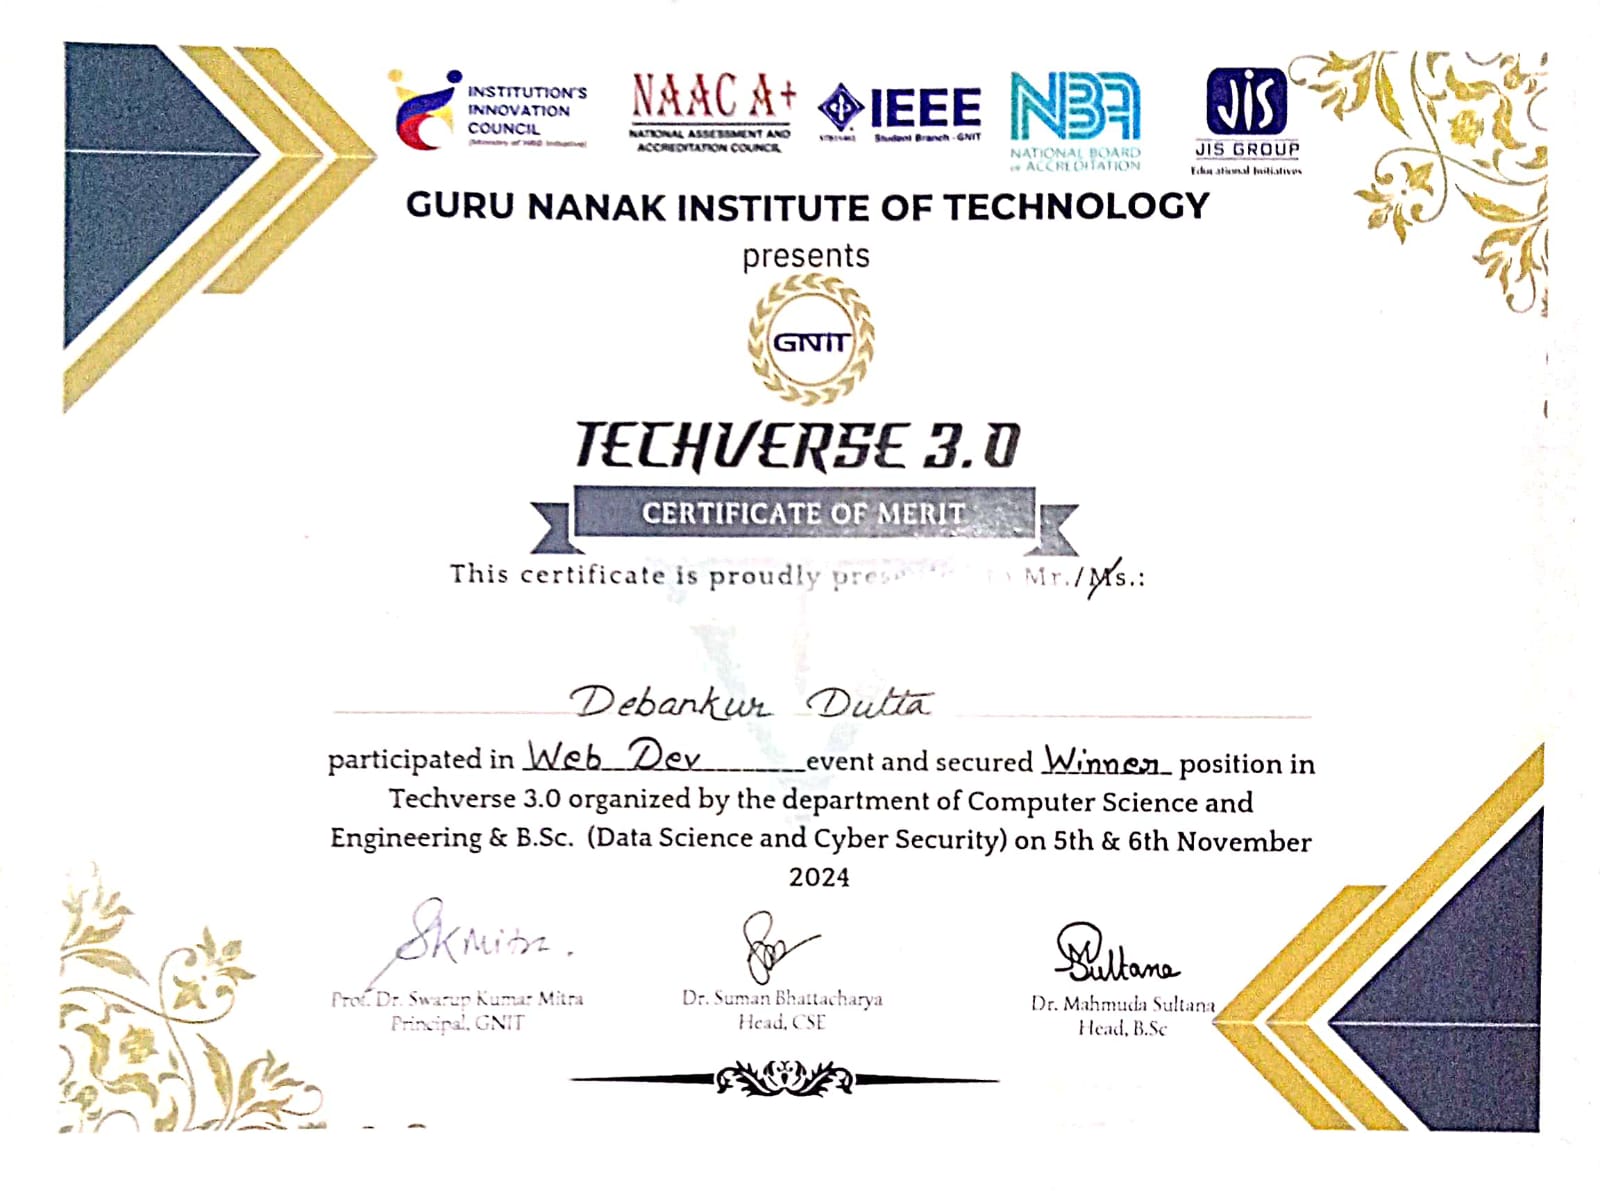 INSTITUTION'S
INNOVATION
COUNCIL
(Ministry of HRD Initiative)
NAAC A+
NATIONAL ASSESSMENT AND
ACCREDITATION COUNCIL
IEEE
Student Branch - GNIT
NBA
NATIONAL BOARD
of ACCREDITATION
JIS
JIS GROUP
Educational Initiatives
GURU NANAK INSTITUTE OF TECHNOLOGY
presents
GNIT
TECHVERSE 3.0
CERTIFICATE OF MERIT
This certificate is proudly Mr./Ms.:
Debankur Dutta
participated in Web Dev event and secured Winner position in
Techverse 3.0 organized by the department of Computer Science and
Engineering & B.Sc. (Data Science and Cyber Security) on 5th & 6th November
2024
SKMitra.
Sultana
Prof. Dr. Swarup Kumar Mitra
Principal, GNIT
Dr. Suman Bhattacharya
Head, CSE
Dr. Mahmuda Sultana
Head, B.Sc